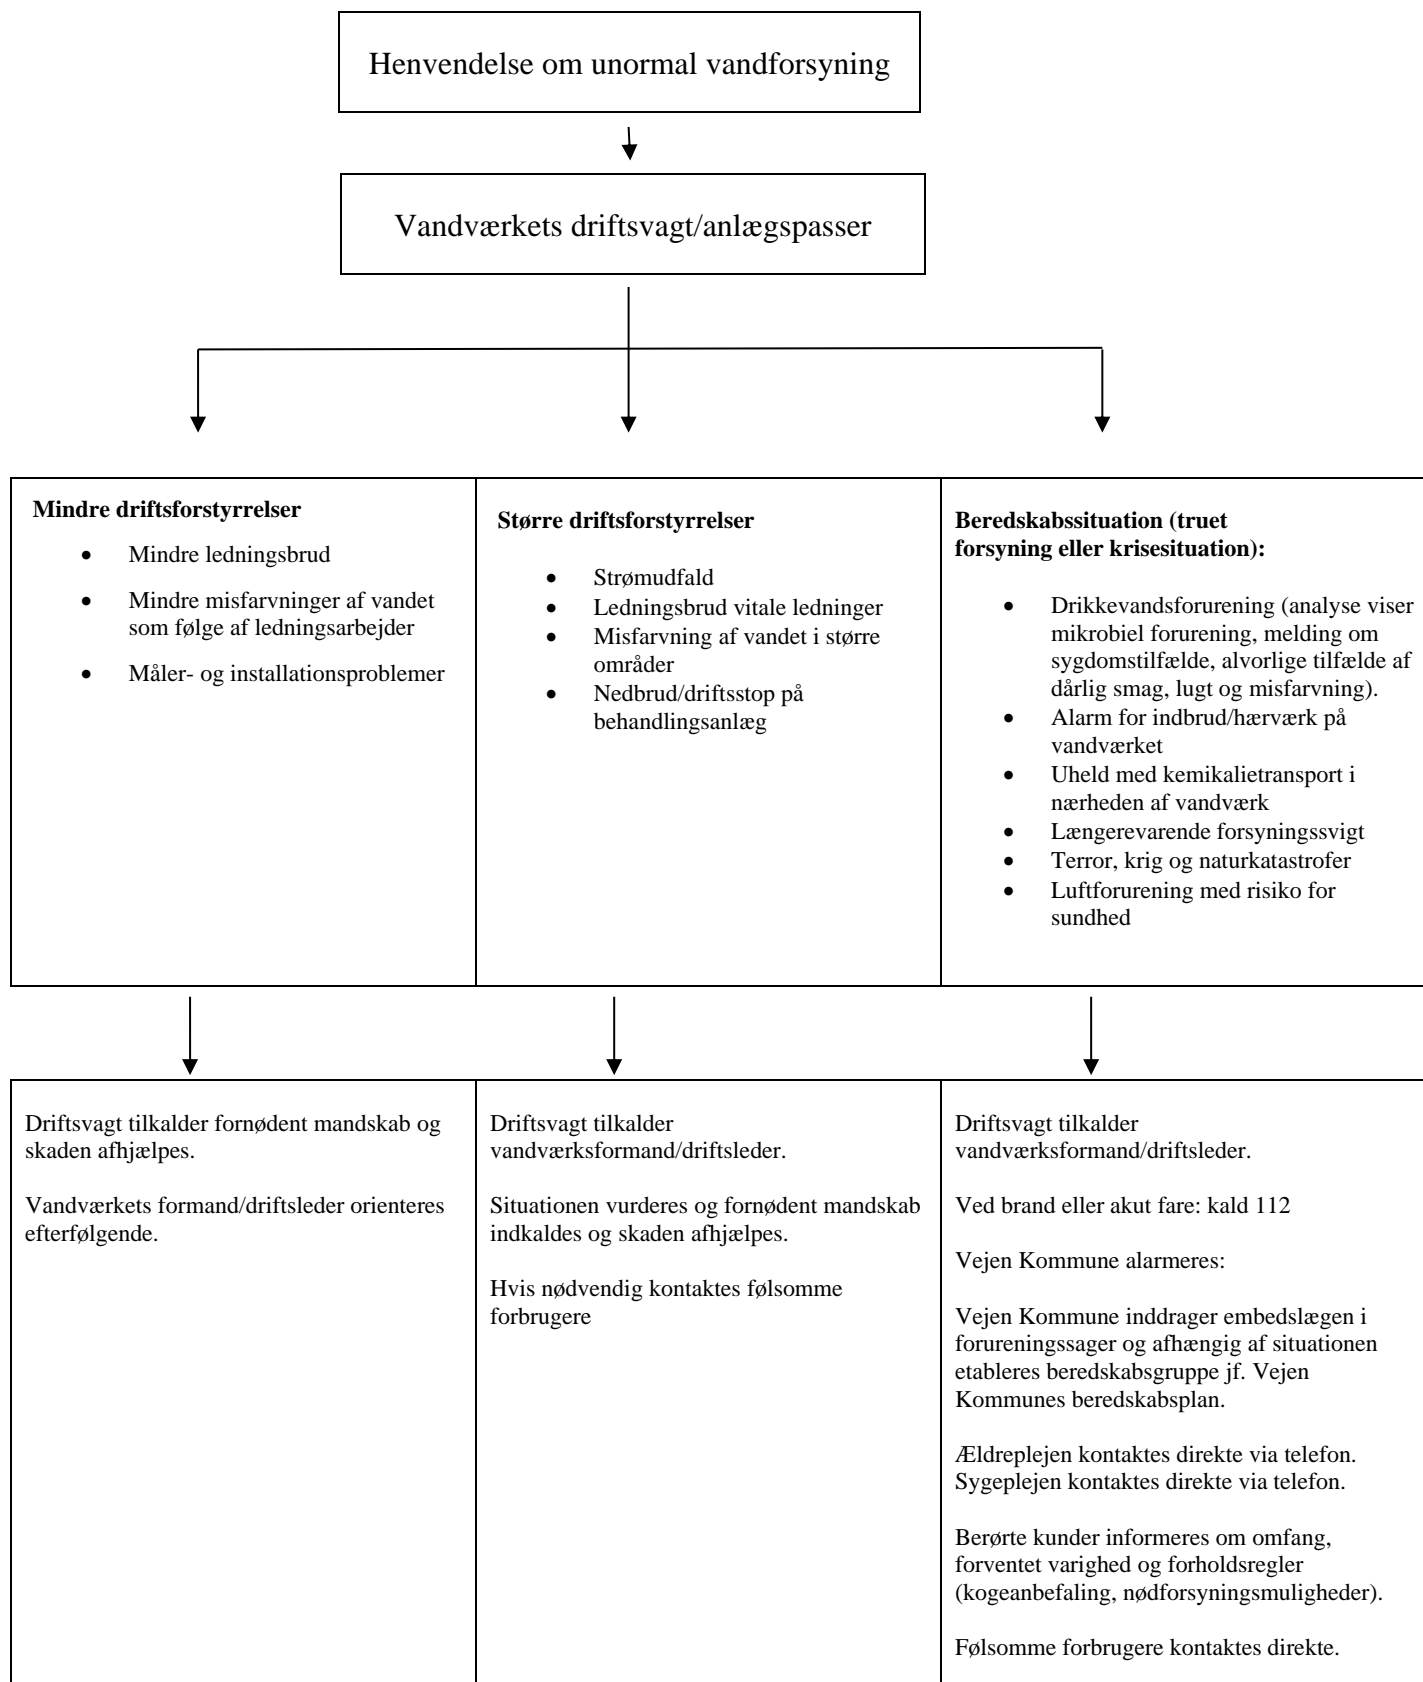 Henvendelse om unormal vandforsyning
Vandværkets driftsvagt/anlægspasser
Mindre driftsforstyrrelser
• Mindre ledningsbrud
• Mindre misfarvninger af vandet
som følge af ledningsarbejder
• Måler- og installationsproblemer
Større driftsforstyrrelser
• Strømudfald
• Ledningsbrud vitale ledninger
• Misfarvning af vandet i større
områder
• Nedbrud/driftsstop på
behandlingsanlæg
Beredskabssituation (truet
forsyning eller krisesituation):
• Drikkevandsforurening (analyse viser
mikrobiel forurening, melding om
sygdomstilfælde, alvorlige tilfælde af
dårlig smag, lugt og misfarvning).
• Alarm for indbrud/hærværk på
vandværket
• Uheld med kemikalietransport i
nærheden af vandværk
• Længerevarende forsyningssvigt
• Terror, krig og naturkatastrofer
• Luftforurening med risiko for
sundhed
Driftsvagt tilkalder fornødent mandskab og
skaden afhjælpes.
Vandværkets formand/driftsleder orienteres
efterfølgende.
Driftsvagt tilkalder
vandværksformand/driftsleder.
Situationen vurderes og fornødent mandskab
indkaldes og skaden afhjælpes.
Hvis nødvendig kontaktes følsomme
forbrugere
Driftsvagt tilkalder
vandværksformand/driftsleder.
Ved brand eller akut fare: kald 112
Vejen Kommune alarmeres:
Vejen Kommune inddrager embedslægen i
forureningssager og afhængig af situationen
etableres beredskabsgruppe jf. Vejen
Kommunes beredskabsplan.
Ældreplejen kontaktes direkte via telefon.
Sygeplejen kontaktes direkte via telefon.
Berørte kunder informeres om omfang,
forventet varighed og forholdsregler
(kogeanbefaling, nødforsyningsmuligheder).
Følsomme forbrugere kontaktes direkte.